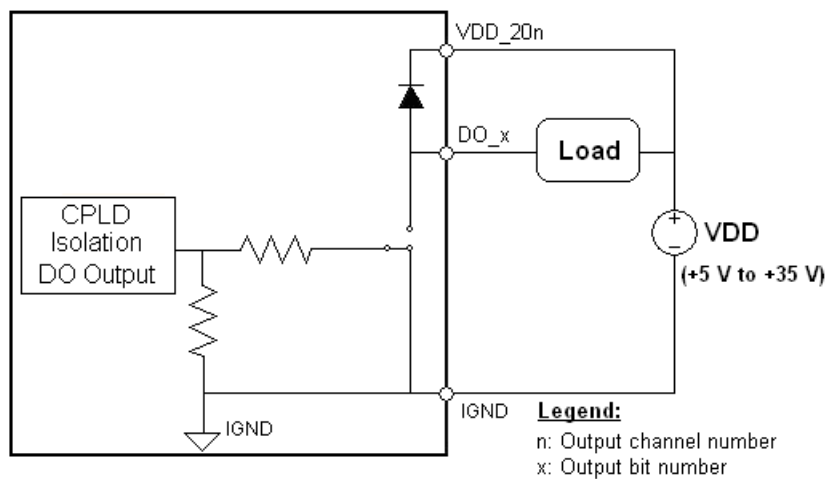 VDD_20n
DO_x
Load
CPLD
Isolation
DO Output
+
−
VDD
(+5 V to +35 V)
IGND
IGND
Legend:
n: Output channel number
x: Output bit number